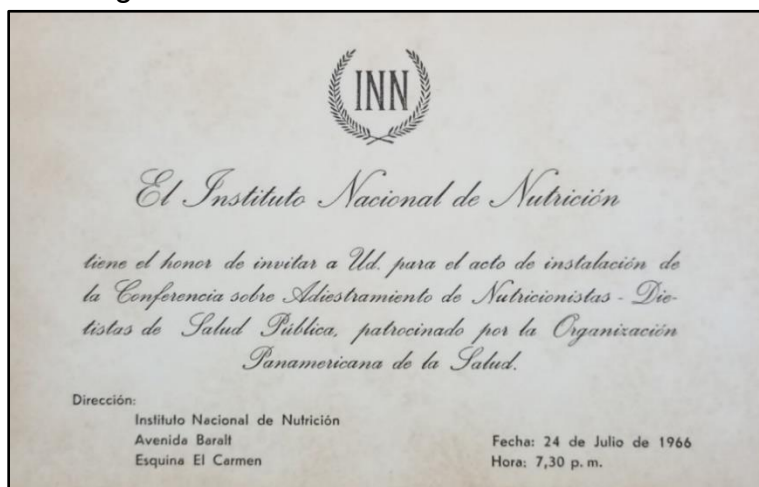 INN
El Instituto Nacional de Nutrición
tiene el honor de invitar a Ud. para el acto de instalación de
la Conferencia sobre Adiestramiento de Nutricionistas - Die-
tistas de Salud Pública, patrocinado por la Organización
Panamericana de la Salud.
Dirección:
Instituto Nacional de Nutrición
Avenida Baralt
Esquina El Carmen
Fecha: 24 de Julio de 1966
Hora: 7,30 p. m.